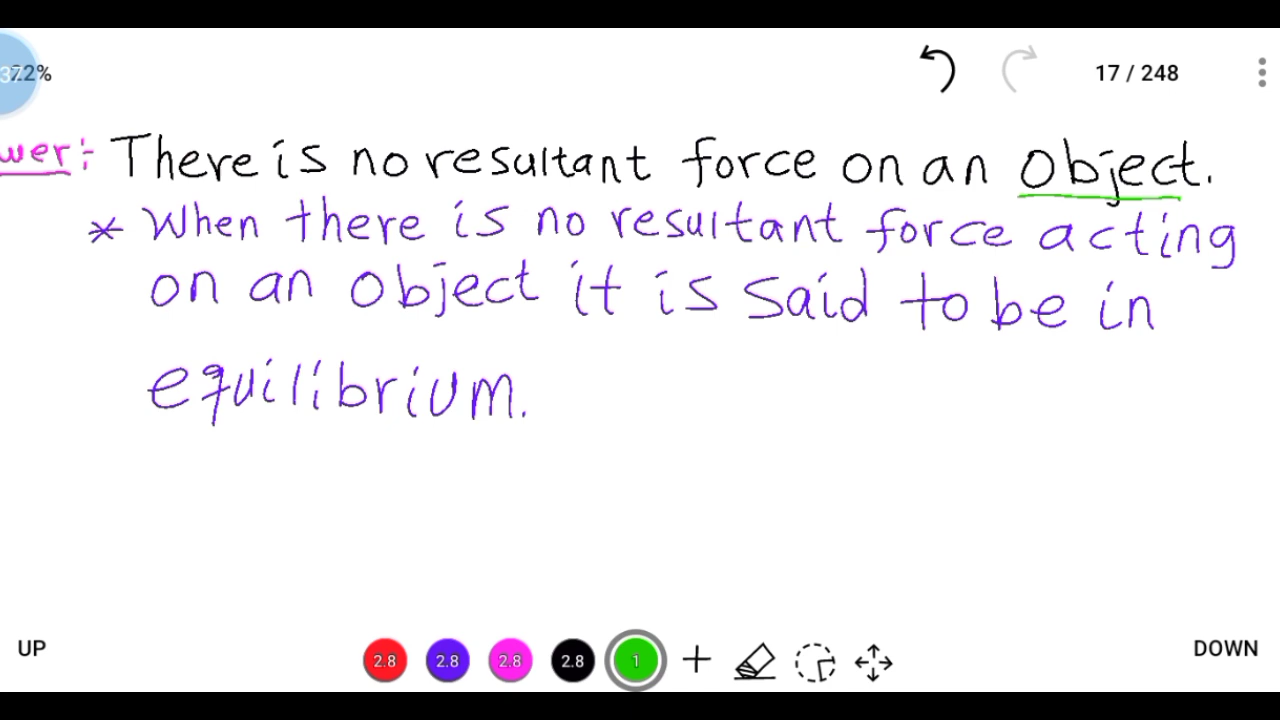 22%
17 / 248
wer:- There is no resultant force on an object.
* When there is no resultant force acting
on an object it is said to be in
equilibrium.
UP
2.8 2.8 2.8 2.8 1
DOWN